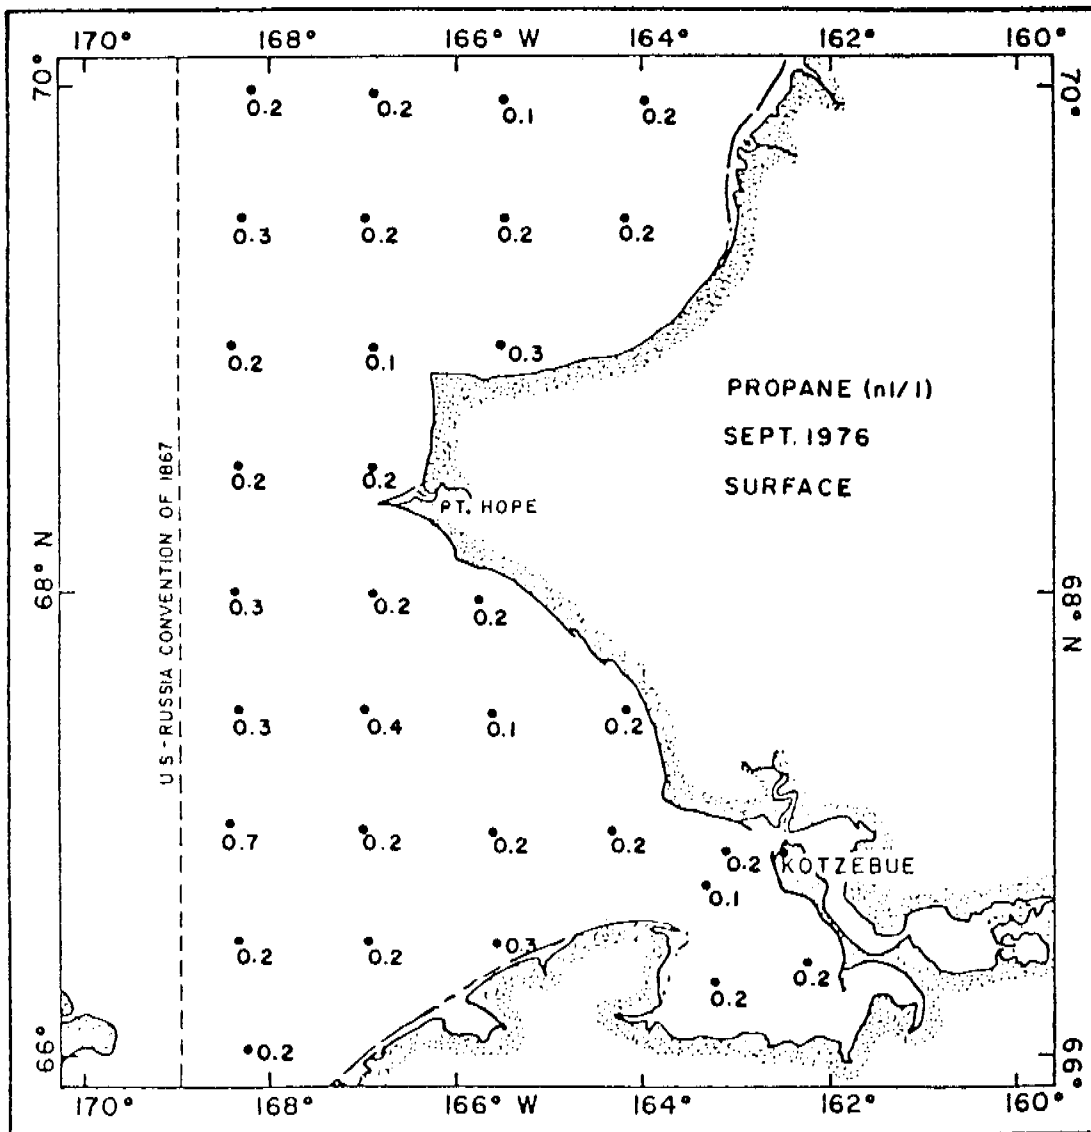 170° 168° 166° W 164° 162° 160°
70° 70°
0.2 0.2 0.1 0.2
0.3 0.2 0.2 0.2
0.2 0.1 0.3
PROPANE (nl/l)
SEPT. 1976
SURFACE
0.2 0.2
PT. HOPE
U S - RUSSIA CONVENTION OF 1867
68° N 68° N
0.3 0.2 0.2
0.3 0.4 0.1 0.2
0.7 0.2 0.2 0.2 0.2 KOTZEBUE
0.1
0.2 0.2 0.3
0.2 0.2
66° 66°
0.2
170° 168° 166° W 164° 162° 160°